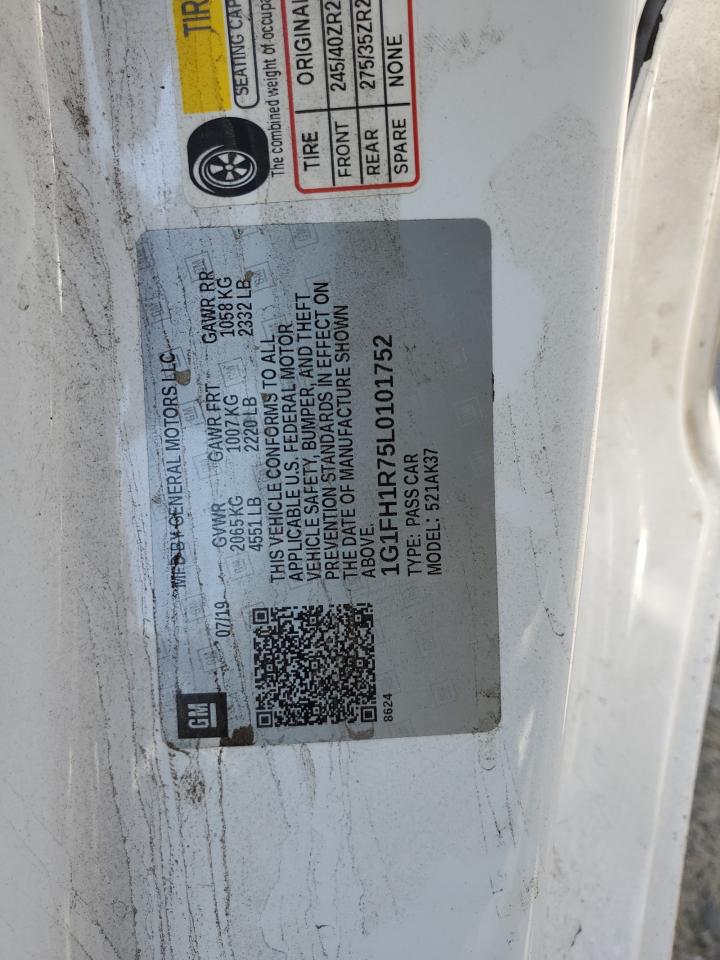 TIR
SEATING CAP
The combined weight of occupa
TIRE ORIGINAL
FRONT 245/40ZR2
REAR 275/35ZR2
SPARE NONE
GM
MFD BY GENERAL MOTORS LLC
07/19 GVWR GAWR FRT GAWR RR
2065 KG 1007 KG 1058 KG
4551 LB 2220 LB 2332 LB
THIS VEHICLE CONFORMS TO ALL
APPLICABLE U.S. FEDERAL MOTOR
VEHICLE SAFETY, BUMPER, AND THEFT
PREVENTION STANDARDS IN EFFECT ON
THE DATE OF MANUFACTURE SHOWN
ABOVE.
1G1FH1R75L0101752
TYPE: PASS CAR
MODEL: 521AK37
8624